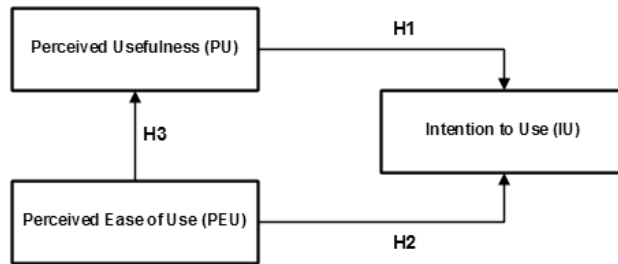 H1
Perceived Usefulness (PU)
Intention to Use (IU)
H3
Perceived Ease of Use (PEU)
H2